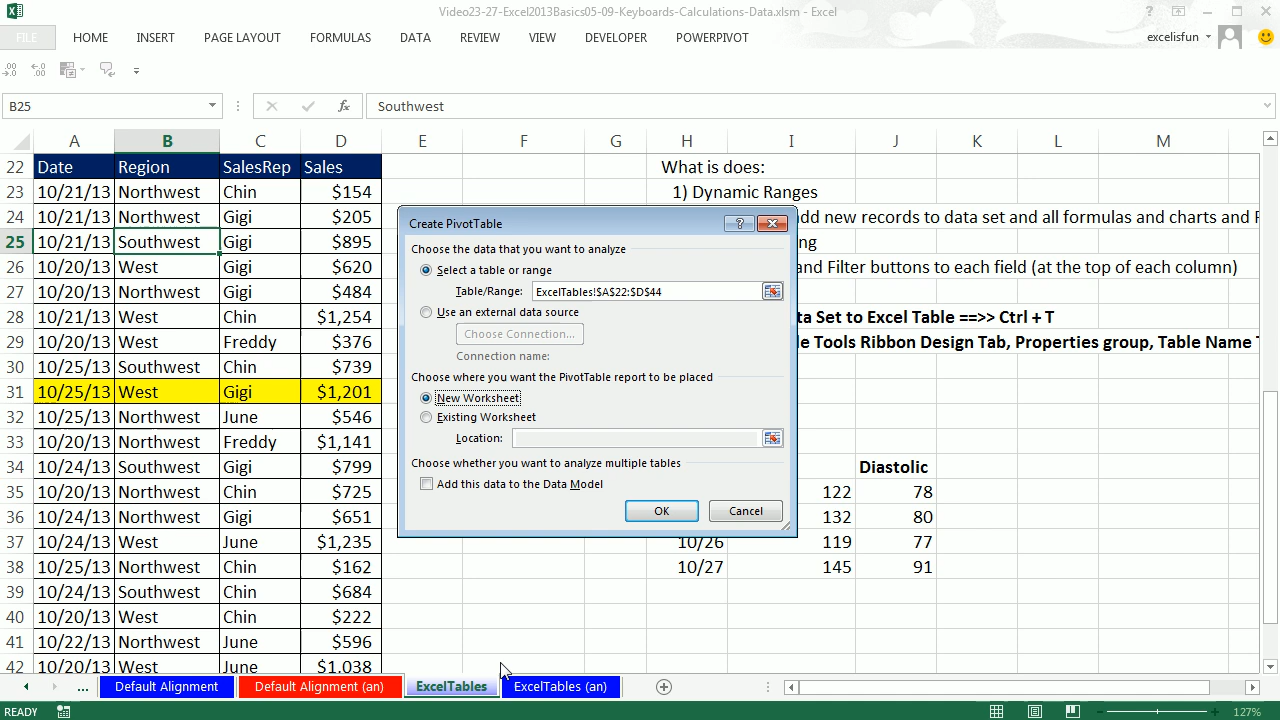 Video23-27-Excel2013Basics05-09-Keyboards-Calculations-Data.xlsm - Excel
FILE HOME INSERT PAGE LAYOUT FORMULAS DATA REVIEW VIEW DEVELOPER POWERPIVOT excelisfun
B25 fx Southwest
A B C D E F G H I J K L M
22 Date Region SalesRep Sales What is does:
23 10/21/13 Northwest Chin $154 1) Dynamic Ranges
24 10/21/13 Northwest Gigi $205 add new records to data set and all formulas and charts and P
25 10/21/13 Southwest Gigi $895 ng
26 10/20/13 West Gigi $620 and Filter buttons to each field (at the top of each column)
27 10/20/13 Northwest Gigi $484
28 10/21/13 West Chin $1,254 ta Set to Excel Table ==>> Ctrl + T
29 10/20/13 West Freddy $376 le Tools Ribbon Design Tab, Properties group, Table Name T
30 10/25/13 Southwest Chin $739
31 10/25/13 West Gigi $1,201
32 10/25/13 Northwest June $546
33 10/20/13 Northwest Freddy $1,141
34 10/24/13 Southwest Gigi $799 Diastolic
35 10/20/13 Northwest Chin $725 122 78
36 10/24/13 Northwest Gigi $651 132 80
37 10/24/13 West June $1,235 10/26 119 77
38 10/25/13 Northwest Chin $162 10/27 145 91
39 10/24/13 Southwest Chin $684
40 10/20/13 West Chin $222
41 10/22/13 Northwest June $596
42 10/20/13 West June $1,038
Create PivotTable
Choose the data that you want to analyze
Select a table or range
Table/Range: ExcelTables!$A$22:$D$44
Use an external data source
Choose Connection...
Connection name:
Choose where you want the PivotTable report to be placed
New Worksheet
Existing Worksheet
Location:
Choose whether you want to analyze multiple tables
Add this data to the Data Model
OK Cancel
... Default Alignment Default Alignment (an) ExcelTables ExcelTables (an)
READY 127%